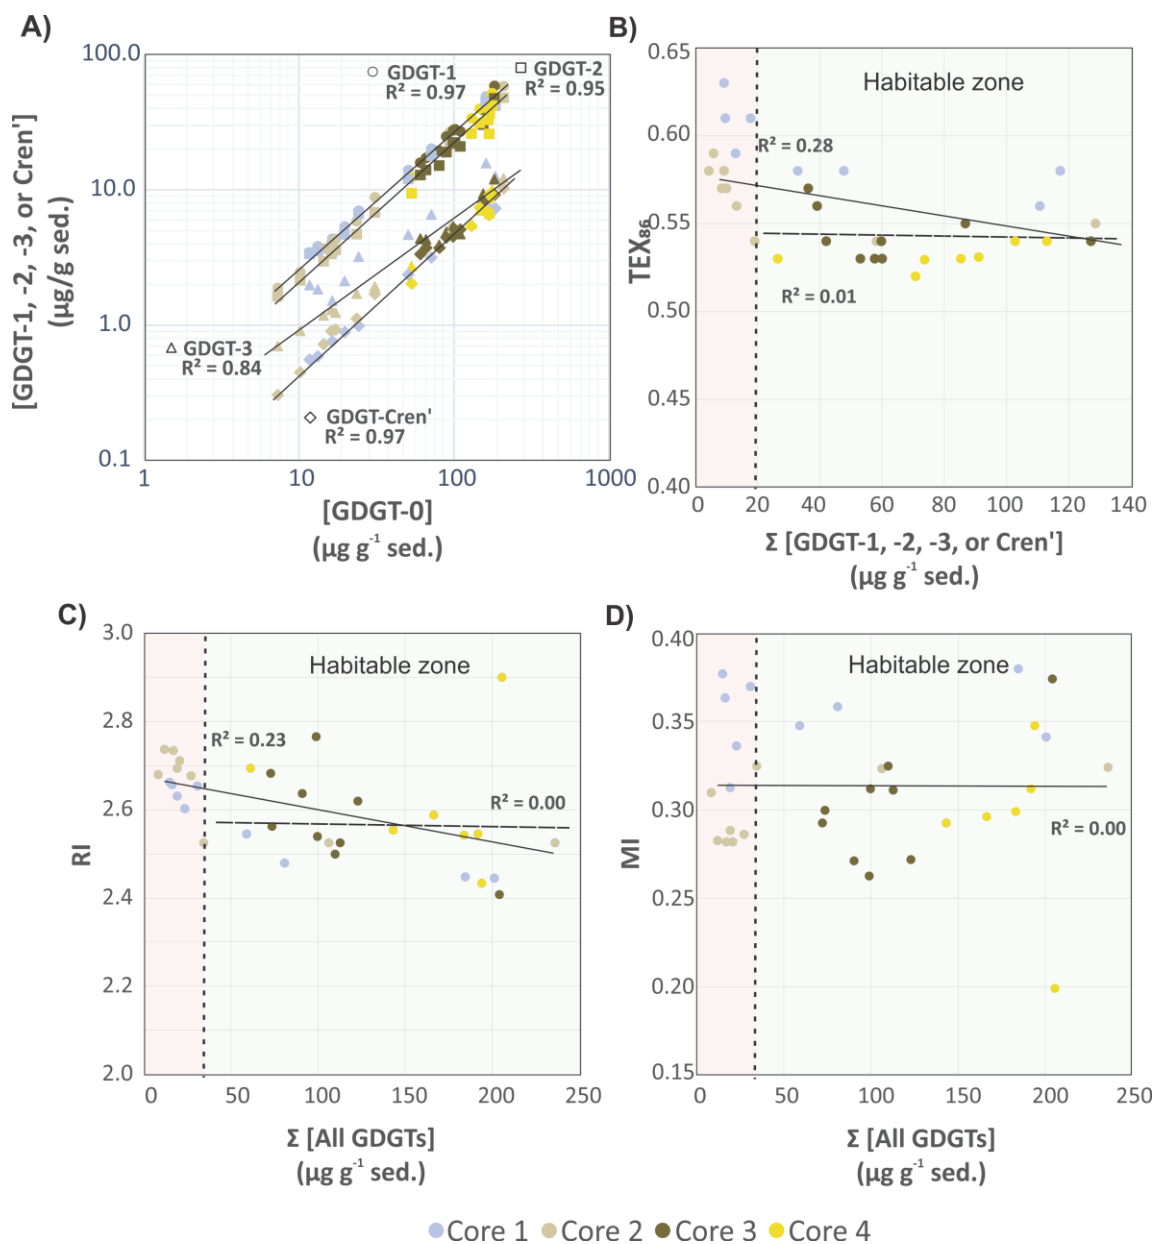 A)
[GDGT-1, -2, -3, or Cren']
(µg/g sed.)
100.0
10.0
1.0
0.1
GDGT-1
R² = 0.97
GDGT-2
R² = 0.95
GDGT-3
R² = 0.84
GDGT-Cren'
R² = 0.97
1
10
100
1000
[GDGT-0]
(µg g⁻¹ sed.)
B)
TEX₈₆
0.65
0.60
0.55
0.50
0.45
0.40
Habitable zone
R² = 0.28
R² = 0.01
0
20
40
60
80
100
120
140
Σ [GDGT-1, -2, -3, or Cren']
(µg g⁻¹ sed.)
C)
RI
3.0
2.8
2.6
2.4
2.2
2.0
Habitable zone
R² = 0.23
R² = 0.00
0
50
100
150
200
250
Σ [All GDGTs]
(µg g⁻¹ sed.)
D)
MI
0.40
0.35
0.30
0.25
0.20
0.15
Habitable zone
R² = 0.00
0
50
100
150
200
250
Σ [All GDGTs]
(µg g⁻¹ sed.)
Core 1 Core 2 Core 3 Core 4